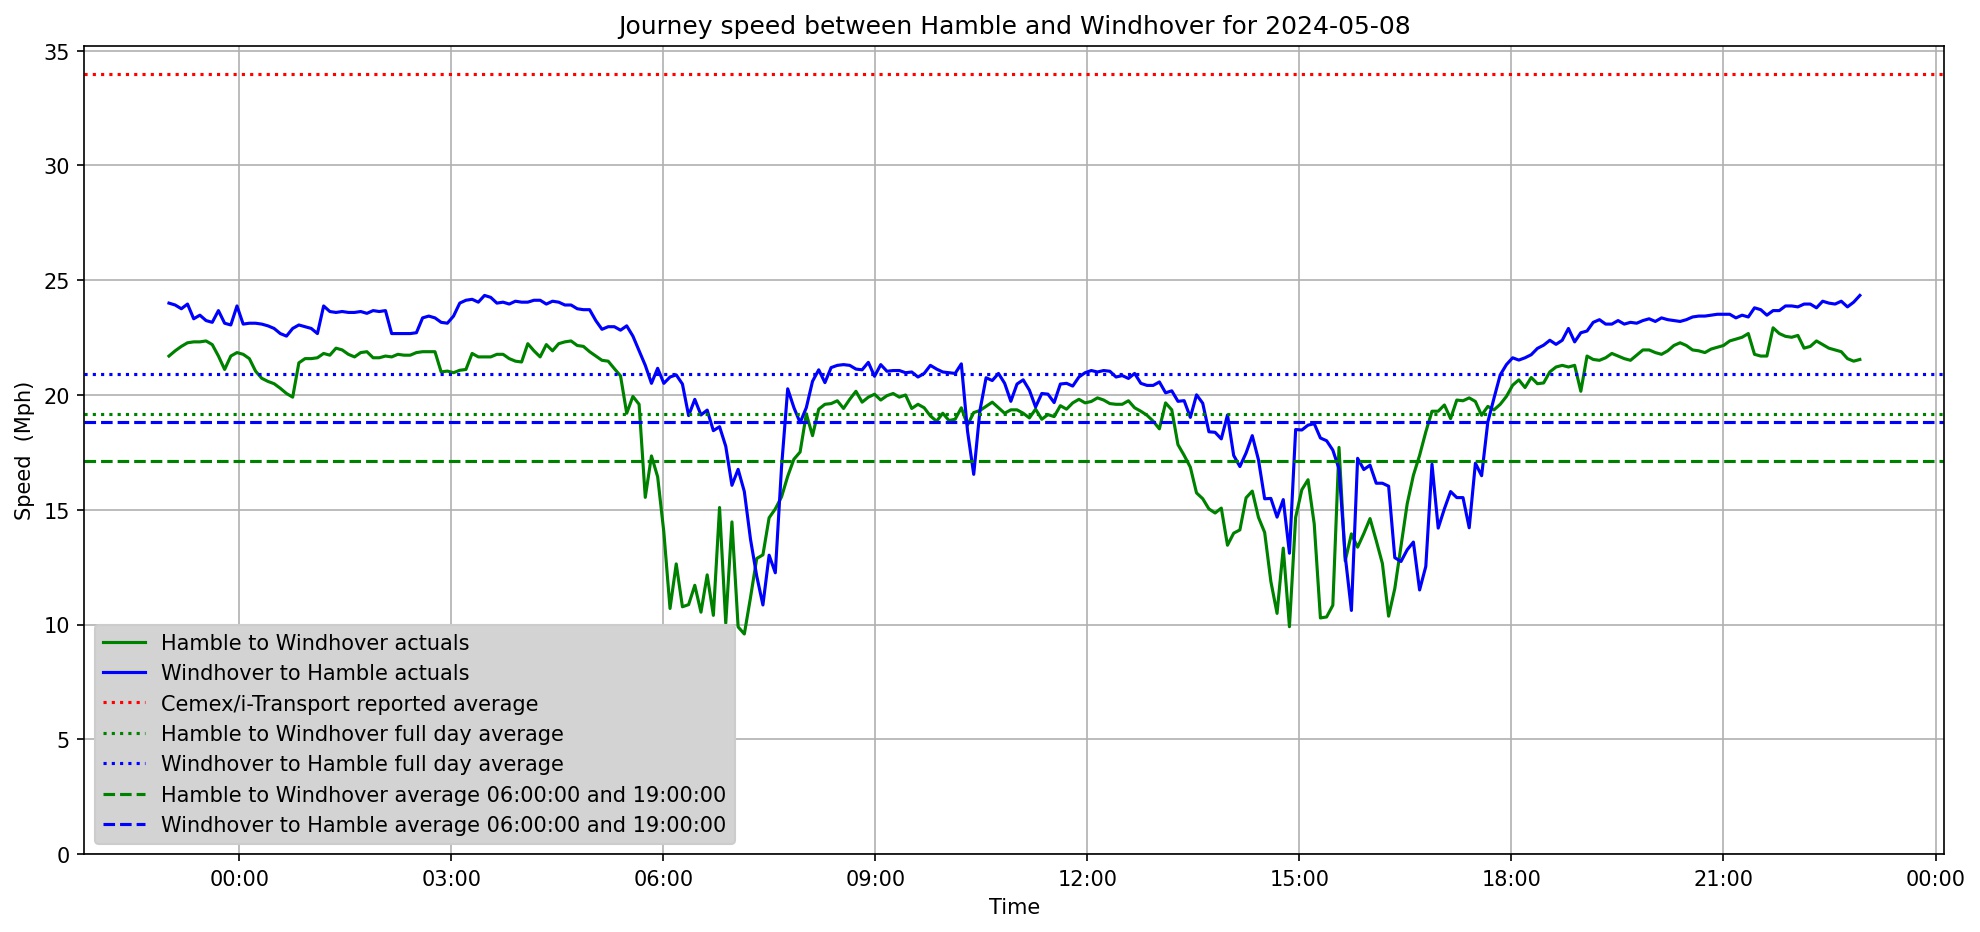 Journey speed between Hamble and Windhover for 2024-05-08
35
30
25
20
15
10
5
0
Speed (Mph)
Hamble to Windhover actuals
Windhover to Hamble actuals
Cemex/i-Transport reported average
Hamble to Windhover full day average
Windhover to Hamble full day average
Hamble to Windhover average 06:00:00 and 19:00:00
Windhover to Hamble average 06:00:00 and 19:00:00
00:00 03:00 06:00 09:00 12:00 15:00 18:00 21:00 00:00
Time